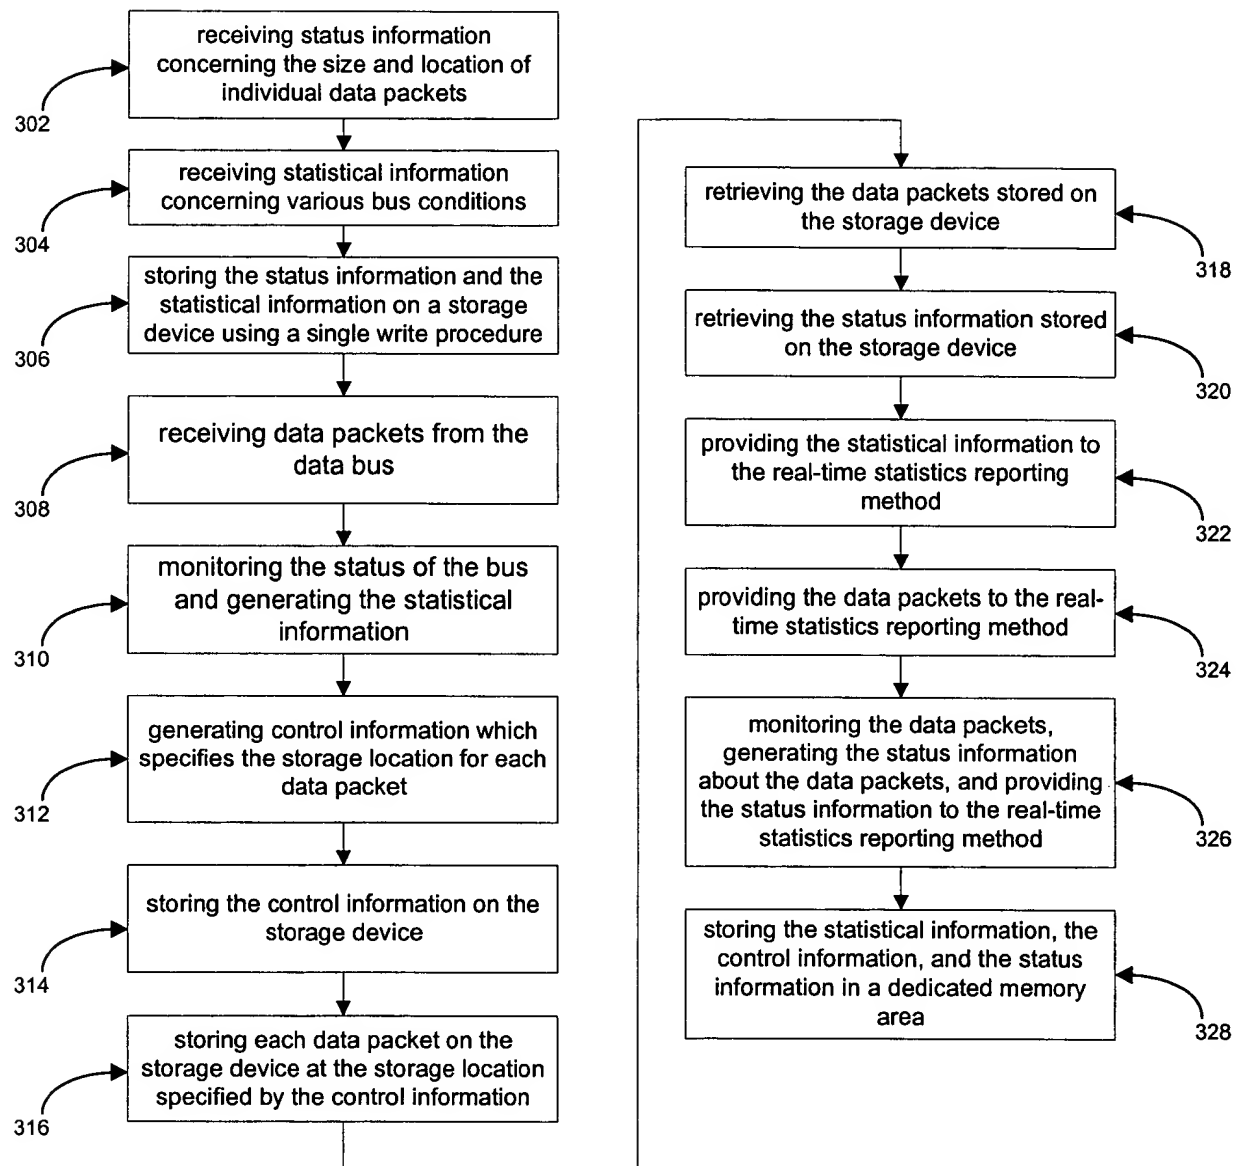 receiving status information
concerning the size and location of
individual data packets
302
receiving statistical information
concerning various bus conditions
304
storing the status information and the
statistical information on a storage
device using a single write procedure
306
receiving data packets from the
data bus
308
monitoring the status of the bus
and generating the statistical
information
310
generating control information which
specifies the storage location for each
data packet
312
storing the control information on the
storage device
314
storing each data packet on the
storage device at the storage location
specified by the control information
316
retrieving the data packets stored on
the storage device
318
retrieving the status information stored
on the storage device
320
providing the statistical information to
the real-time statistics reporting
method
322
providing the data packets to the real-
time statistics reporting method
324
monitoring the data packets,
generating the status information
about the data packets, and providing
the status information to the real-time
statistics reporting method
326
storing the statistical information, the
control information, and the status
information in a dedicated memory
area
328